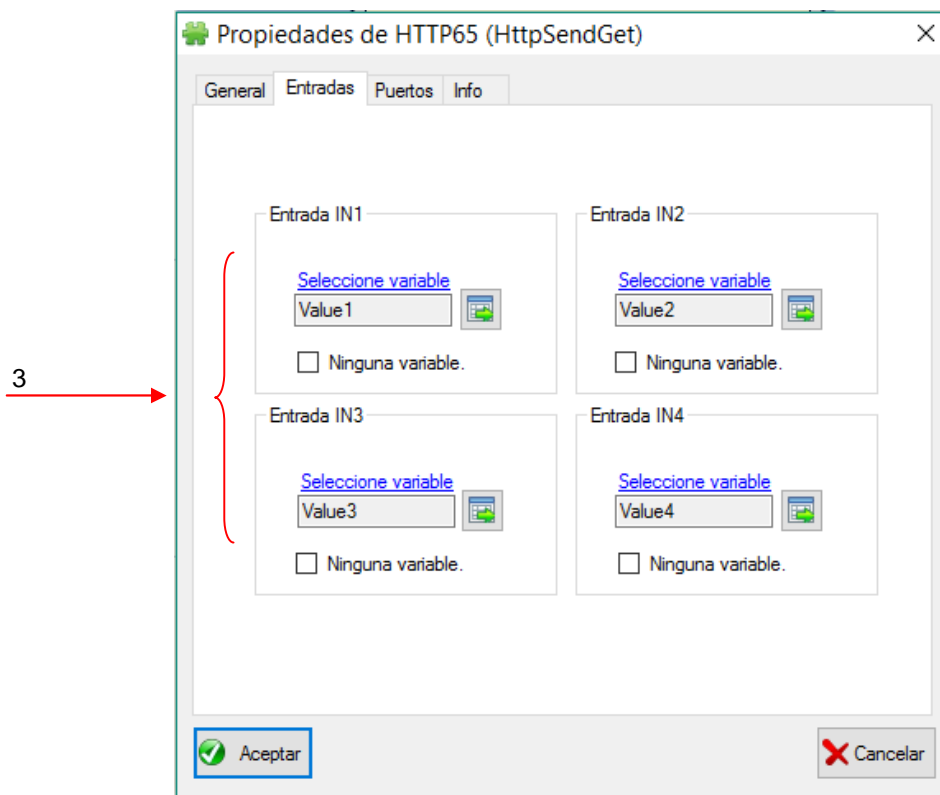 Propiedades de HTTP65 (HttpSendGet)
General Entradas Puertos Info
Entrada IN1 Entrada IN2
Seleccione variable Seleccione variable
Value1 Value2
Ninguna variable. Ninguna variable.
3
Entrada IN3 Entrada IN4
Seleccione variable Seleccione variable
Value3 Value4
Ninguna variable. Ninguna variable.
Aceptar Cancelar